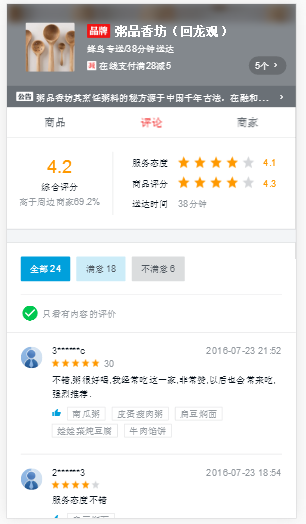 品牌 粥品香坊（回龙观）
蜂鸟专送/38分钟送达
减 在线支付满28减5
5个 >
公告 粥品香坊其烹饪粥料的秘方源于中国千年古法，在融和... >
商品 评论 商家
4.2
综合评分
高于周边商家69.2%
服务态度 4.1
商品评分 4.3
送达时间 38分钟
全部 24 满意 18 不满意 6
只看有内容的评价
3******c 2016-07-23 21:52
30
不错,粥很好喝,我经常吃这一家,非常赞,以后也会常来吃,
强烈推荐.
南瓜粥 皮蛋瘦肉粥 扁豆焖面
娃娃菜炖豆腐 牛肉馅饼
2******3 2016-07-23 18:54
服务态度不错
扁豆焖面